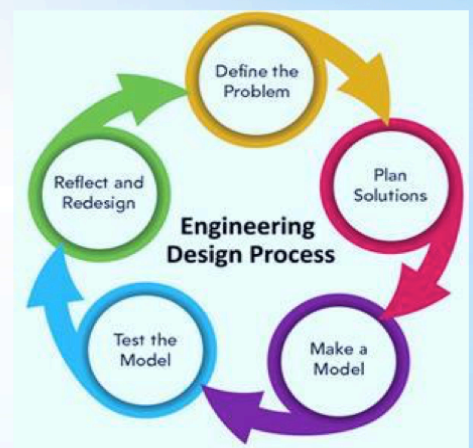 Define the
Problem
Plan
Solutions
Make a
Model
Test the
Model
Reflect and
Redesign
Engineering
Design Process